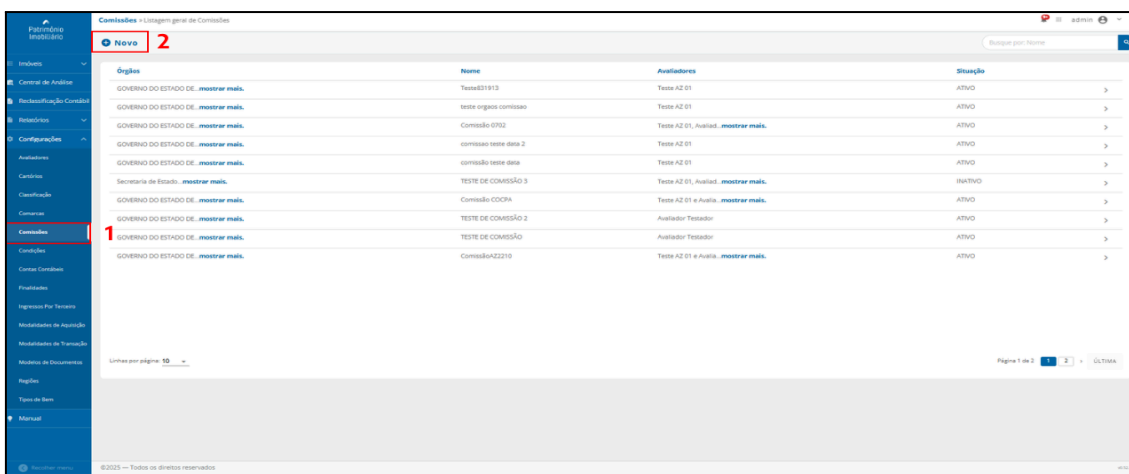 Patrimônio
Imobiliário
Imóveis
Central de Análise
Reclassificação Contábil
Relatórios
Configurações
Avaliadores
Cartórios
Classificação
Comarcas
Comissões
1
Condições
Contas Contábeis
Finalidades
Ingressos Por Terceiro
Modalidades de Aquisição
Modalidades de Transação
Modelos de Documentos
Regiões
Tipos de Bem
Manual
Recolher menu
Comissões » Listagem geral de Comissões
admin
Novo 2
Busque por: Nome
Órgãos Nome Avaliadores Situação
GOVERNO DO ESTADO DE...mostrar mais. Teste831913 Teste AZ 01 ATIVO
GOVERNO DO ESTADO DE...mostrar mais. teste orgaos comissao Teste AZ 01 ATIVO
GOVERNO DO ESTADO DE...mostrar mais. Comissão 0702 Teste AZ 01, Avaliad...mostrar mais. ATIVO
GOVERNO DO ESTADO DE...mostrar mais. comissao teste data 2 Teste AZ 01 ATIVO
GOVERNO DO ESTADO DE...mostrar mais. comissão teste data Teste AZ 01 ATIVO
Secretaria de Estado...mostrar mais. TESTE DE COMISSÃO 3 Teste AZ 01, Avaliad...mostrar mais. INATIVO
GOVERNO DO ESTADO DE...mostrar mais. Comissão COCPA Teste AZ 01 e Avalia...mostrar mais. ATIVO
GOVERNO DO ESTADO DE...mostrar mais. TESTE DE COMISSÃO 2 Avaliador Testador ATIVO
GOVERNO DO ESTADO DE...mostrar mais. TESTE DE COMISSÃO Avaliador Testador ATIVO
GOVERNO DO ESTADO DE...mostrar mais. ComissãoAZ2210 Teste AZ 01 e Avalia...mostrar mais. ATIVO
Linhas por página: 10
Página 1 de 2 1 2 » ÚLTIMA
©2025 — Todos os direitos reservados